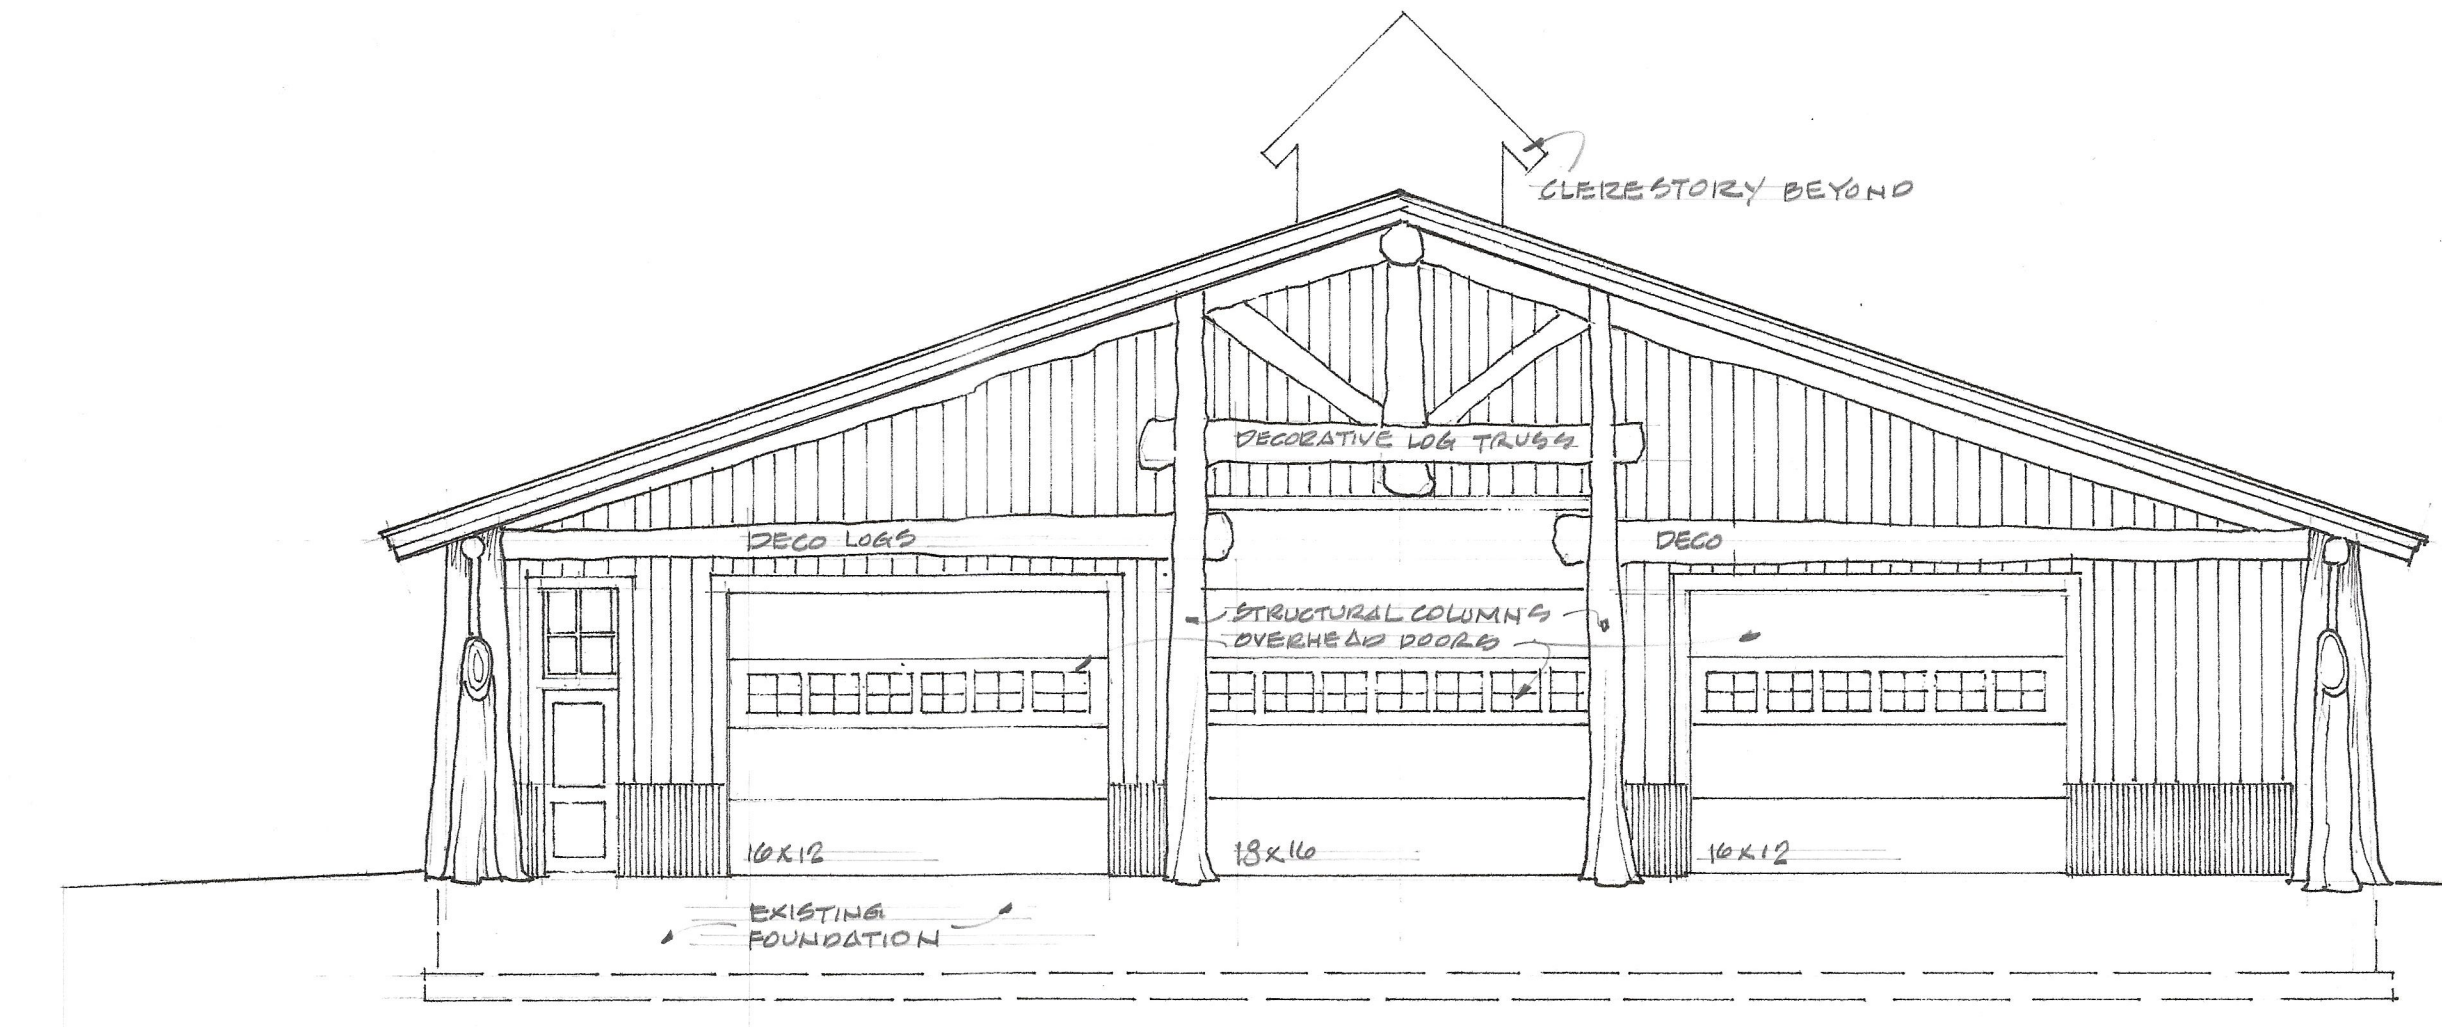 CLERESTORY BEYOND
DECORATIVE LOG TRUSS
DECO LOGS
DECO
STRUCTURAL COLUMNS
OVERHEAD DOORS
16X12
18X16
16X12
EXISTING
FOUNDATION